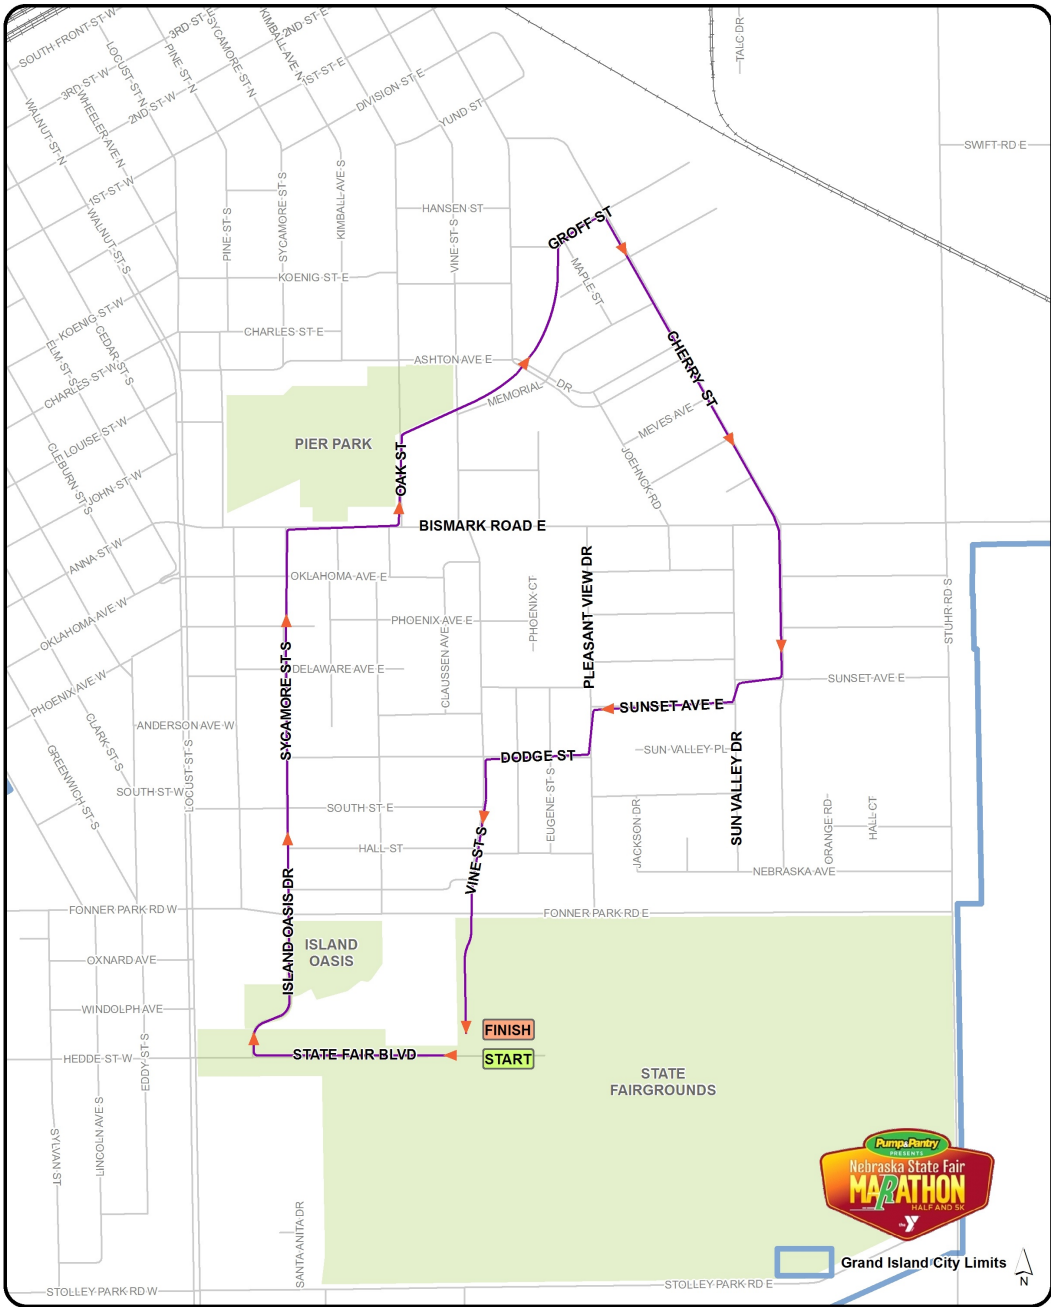 SOUTH FRONT ST W
3RD ST E
SYCAMORE ST N
KIMBALL AVE N
2ND ST E
TALC DR
LOCUST ST N
PINE ST N
3RD ST W
1ST ST E
DIVISION ST E
WHEELER AVE N
WALNUT ST N
2ND ST W
YUND ST
SWIFT RD E
1ST ST W
WALNUT ST S
PINE ST S
SYCAMORE ST S
KIMBALL AVE S
HANSEN ST
VINE ST S
GROFF ST
KOENIG ST E
MAPLE ST
KOENIG ST W
CHARLES ST E
CEDAR ST S
ELM ST S
CHERRY ST
ASHTON AVE E
CHARLES ST W
MEMORIAL DR
MEVES AVE
LOUISE ST W
PIER PARK
CLEBURN ST S
OAK ST
JOEHNCK RD
JOHN ST W
BISMARK ROAD E
ANNA ST W
OKLAHOMA AVE E
PLEASANT VIEW DR
PHOENIX CT
STUHR RD S
OKLAHOMA AVE W
PHOENIX AVE E
CLAUSSEN AVE
DELAWARE AVE E
SYCAMORE ST S
PHOENIX AVE W
SUNSET AVE E
SUNSET AVE E
ANDERSON AVE W
CLARK ST S
SUN VALLEY PL
DODGE ST
SUN VALLEY DR
GREENWICH ST S
LOCUST ST S
SOUTH ST W
SOUTH ST E
EUGENE ST S
JACKSON DR
ORANGE RD
HALL CT
HALL ST
VINE ST S
NEBRASKA AVE
FONNER PARK RD W
FONNER PARK RD E
ISLAND OASIS DR
ISLAND
OASIS
OXNARD AVE
WINDOLPH AVE
FINISH
HEDDE ST W
EDDY ST S
STATE FAIR BLVD
START
STATE
FAIRGROUNDS
SYLVAN ST
LINCOLN AVE S
Pump&Pantry
PRESENTS
Nebraska State Fair
MARATHON
HALF AND 5K
the Y
SANTA ANITA DR
Grand Island City Limits
N
STOLLEY PARK RD W
STOLLEY PARK RD E